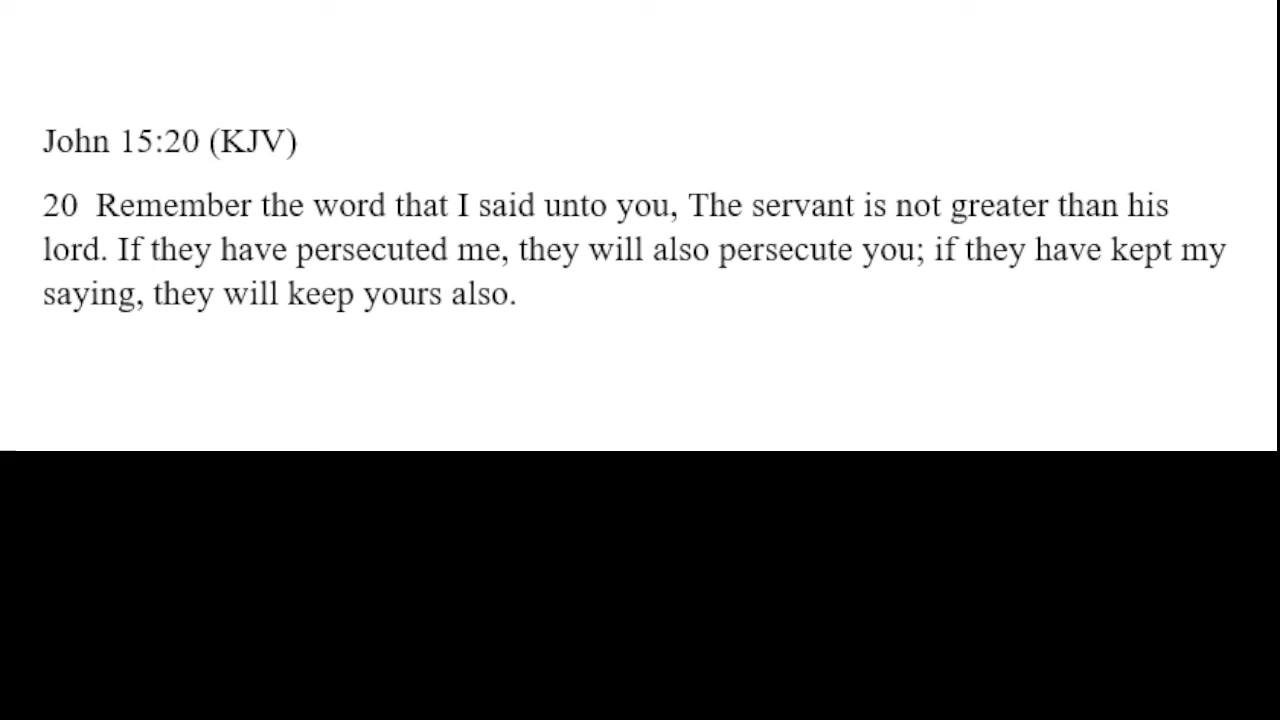 John 15:20 (KJV)
20  Remember the word that I said unto you, The servant is not greater than his
lord. If they have persecuted me, they will also persecute you; if they have kept my
saying, they will keep yours also.